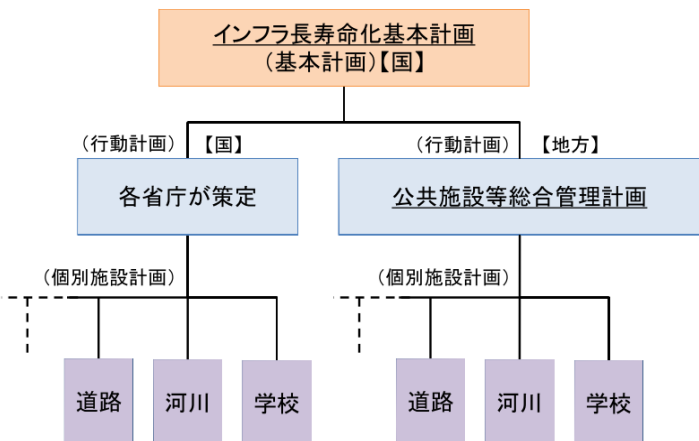 インフラ長寿命化基本計画
(基本計画)【国】
(行動計画) 【国】
(行動計画) 【地方】
各省庁が策定
公共施設等総合管理計画
(個別施設計画)
(個別施設計画)
道路 河川 学校
道路 河川 学校